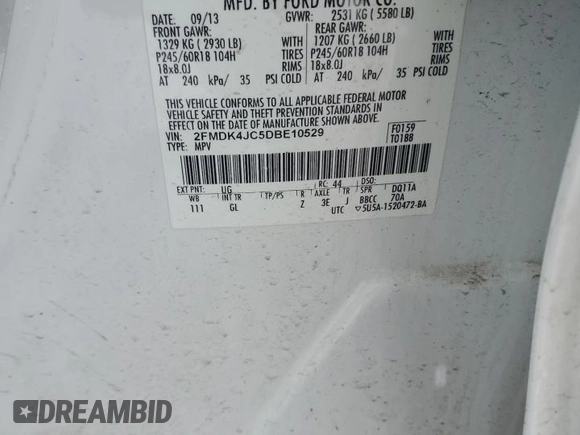 MFD. BY FORD MOTOR CO.
DATE: 09/13 GVWR: 2531 KG ( 5580 LB)
FRONT GAWR: REAR GAWR:
1329 KG ( 2930 LB) WITH 1207 KG ( 2660 LB) WITH
P245/60R18 104H TIRES P245/60R18 104H TIRES
18x8.0J RIMS 18x8.0J RIMS
AT 240 kPa/ 35 PSI COLD AT 240 kPa/ 35 PSI COLD
THIS VEHICLE CONFORMS TO ALL APPLICABLE FEDERAL MOTOR
VEHICLE SAFETY AND THEFT PREVENTION STANDARDS IN
EFFECT ON THE DATE OF MANUFACTURE SHOWN ABOVE.
VIN: 2FMDK4JC5DBE10529 F0159
TYPE: MPV T0188
EXT PNT: UG RC: 44 DSO:
WB INT TR TP/PS R AXLE TR SPR DQ11A
111 GL Z 3E J BBCC 70A
UTC ▽5U5A-1520472-BA
DREAMBID